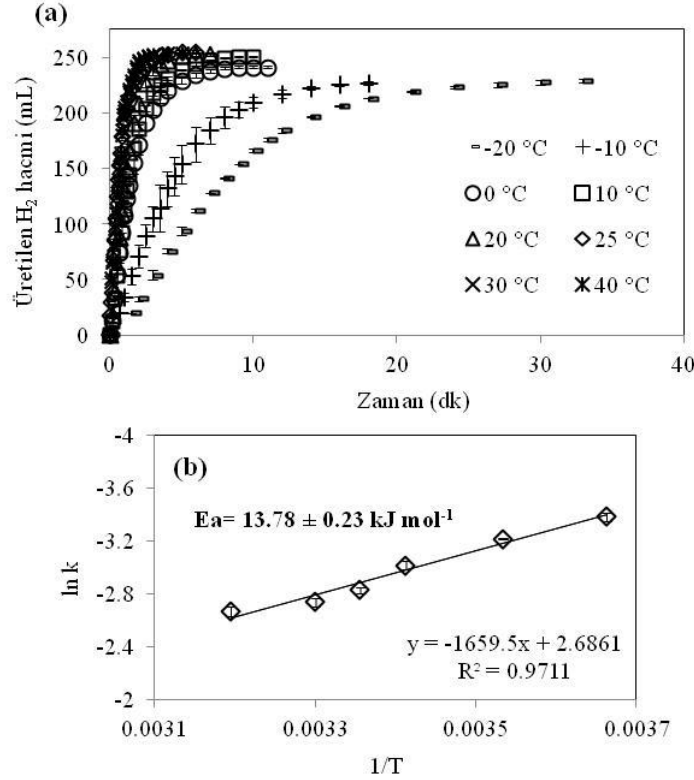 (a)
300
250
200
150
100
50
0
Üretilen H₂ hacmi (mL)
-20 °C
-10 °C
0 °C
10 °C
20 °C
25 °C
30 °C
40 °C
0 10 20 30 40
Zaman (dk)
(b)
-4
-3.6
-3.2
-2.8
-2.4
-2
ln k
Ea= 13.78 ± 0.23 kJ mol⁻¹
y = -1659.5x + 2.6861
R² = 0.9711
0.0031 0.0033 0.0035 0.0037
1/T